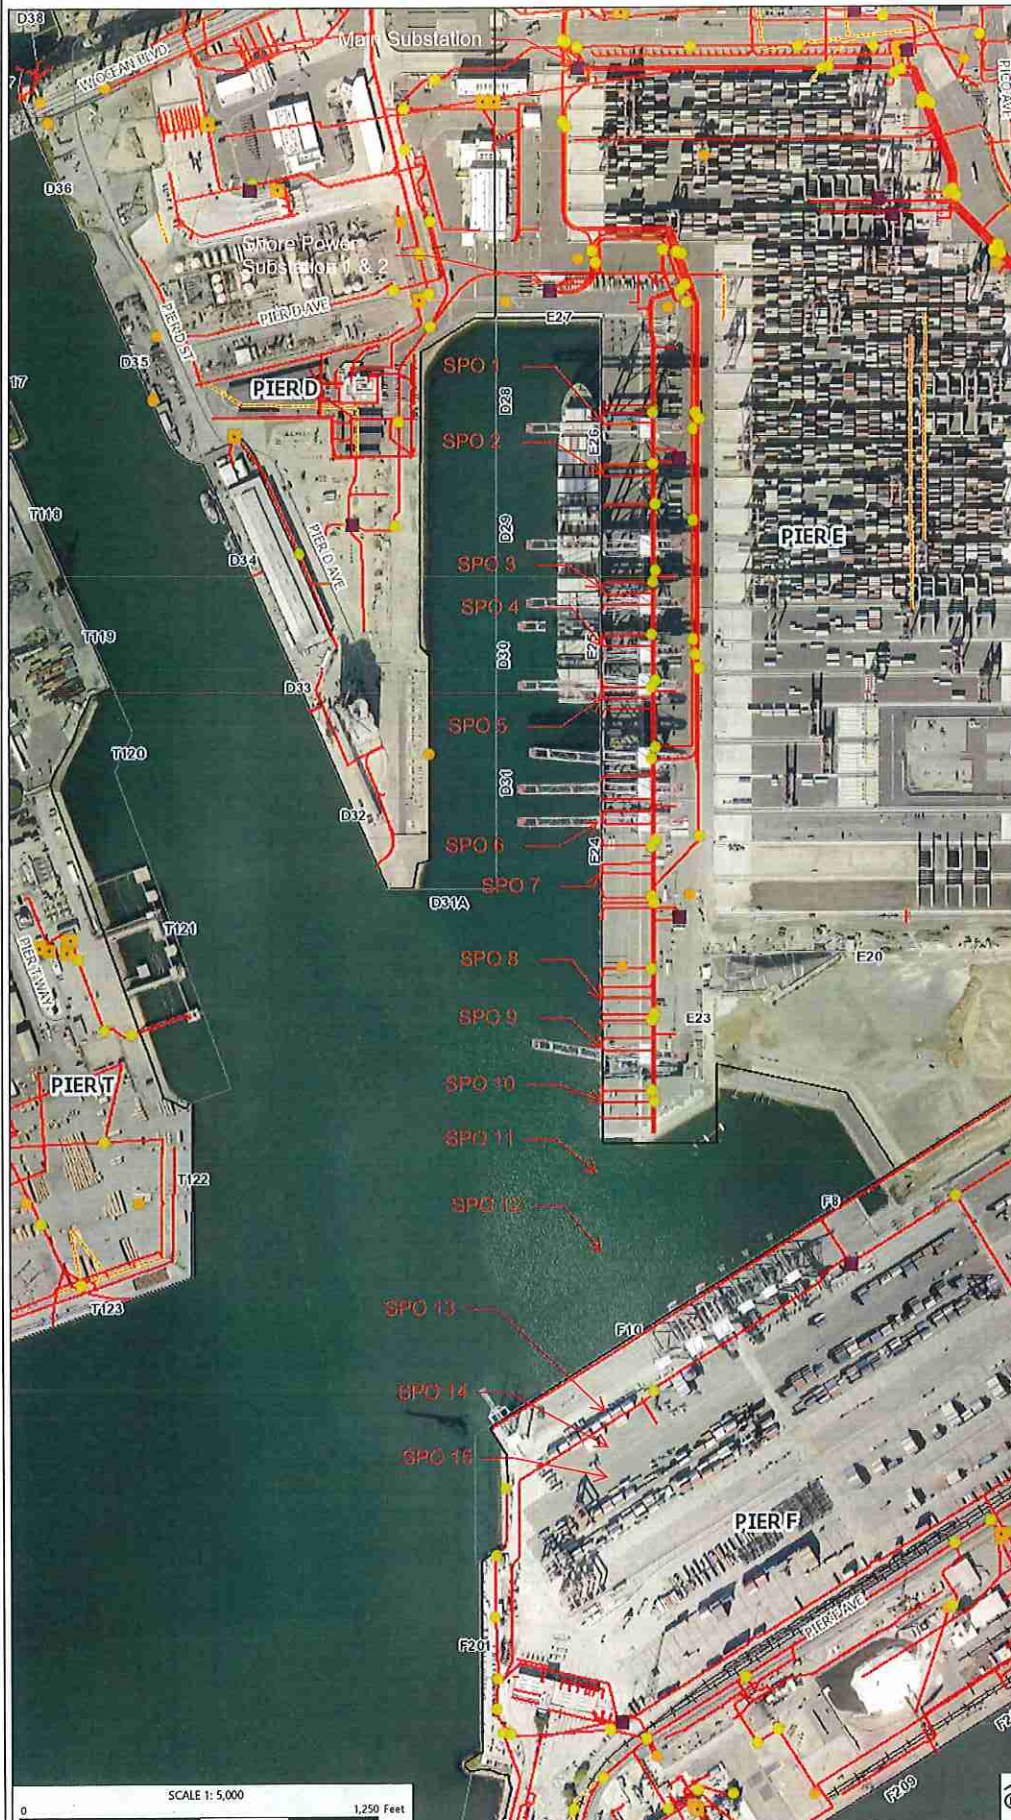 D38
W OCEAN BLVD
Main Substation
PICO AVE
7
D36
Shore Power
Substation 1 & 2
PIER D AVE
PIER D ST
E27
D35
17
PIER D
SPO 1
D28
E26
SPO 2
T118
D29
PIER E
D34
PIER D AVE
SPO 3
SPO 4
T119
D30
D33
SPO 5
T120
D31
D32
SPO 6
E24
SPO 7
D31A
T121
PIER T WAY
SPO 8
E20
SPO 9
E23
PIER T
SPO 10
SPO 11
T122
SPO 12
F8
T123
SPO 13
F10
SPO 14
SPO 15
PIER F
PIER F AVE
F201
F209
SCALE 1: 5,000
0
1,250 Feet